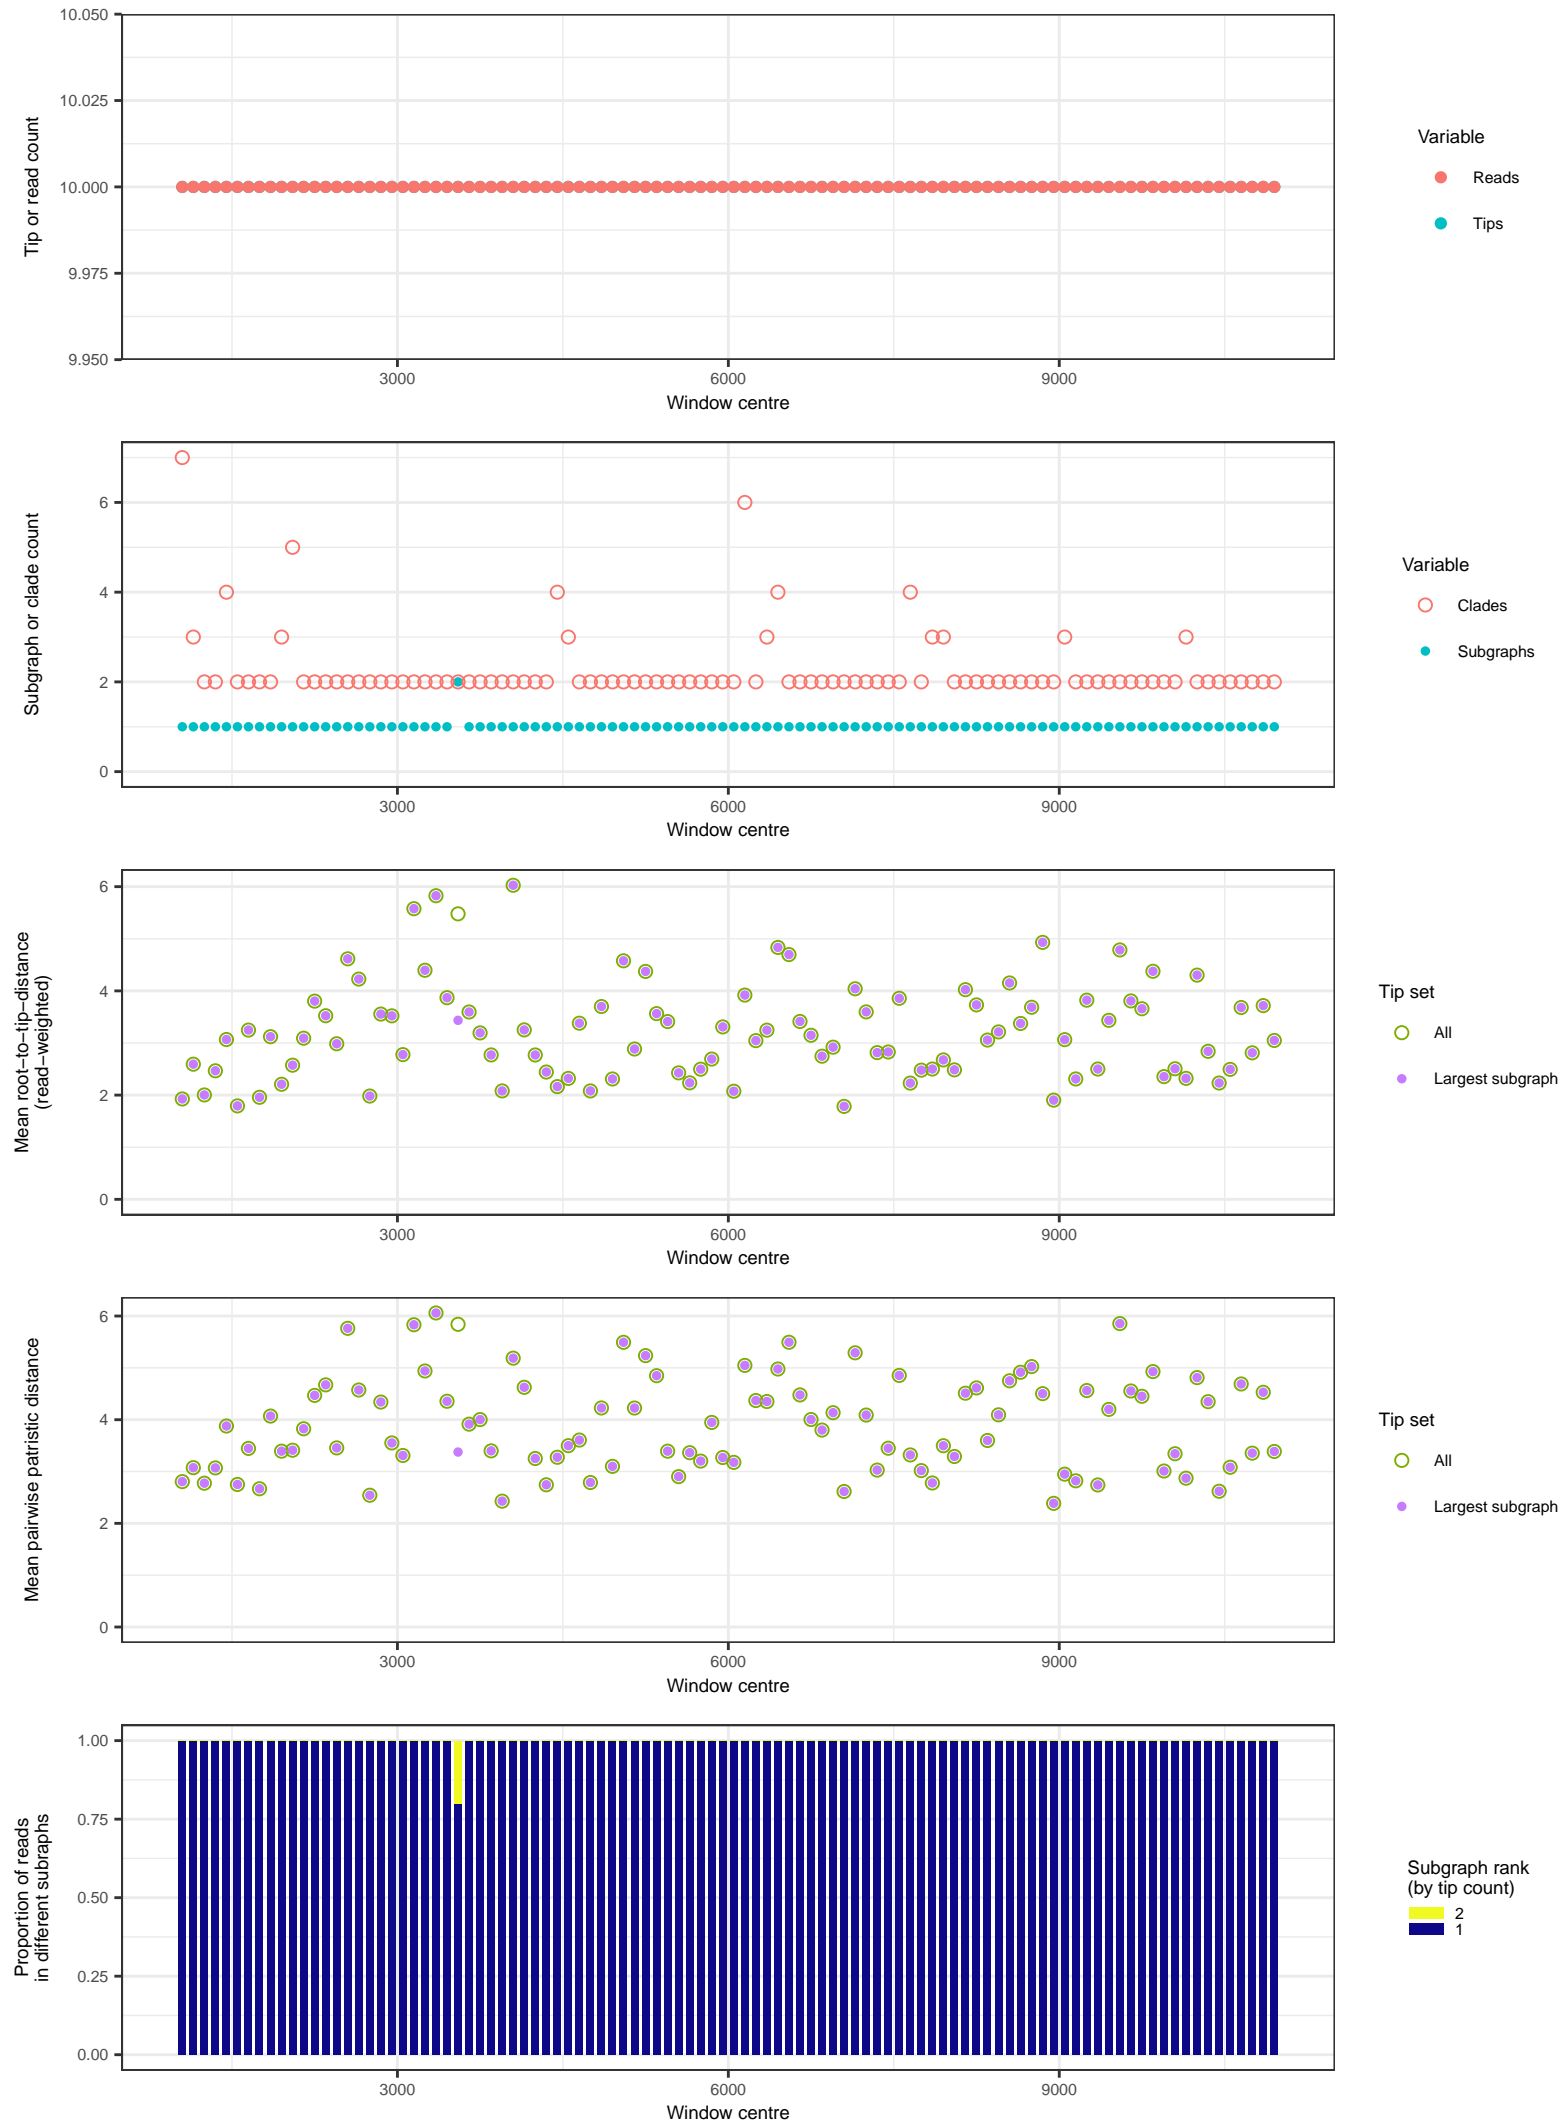 10.050
10.025
10.000
9.975
9.950
Tip or read count
3000
6000
9000
Window centre
Variable
Reads
Tips
6
4
2
0
Subgraph or clade count
3000
6000
9000
Window centre
Variable
Clades
Subgraphs
6
4
2
0
Mean root−to−tip−distance
(read−weighted)
3000
6000
9000
Window centre
Tip set
All
Largest subgraph
6
4
2
0
Mean pairwise patristic distance
3000
6000
9000
Window centre
Tip set
All
Largest subgraph
1.00
0.75
0.50
0.25
0.00
Proportion of reads
in different subraphs
3000
6000
9000
Window centre
Subgraph rank
(by tip count)
2
1